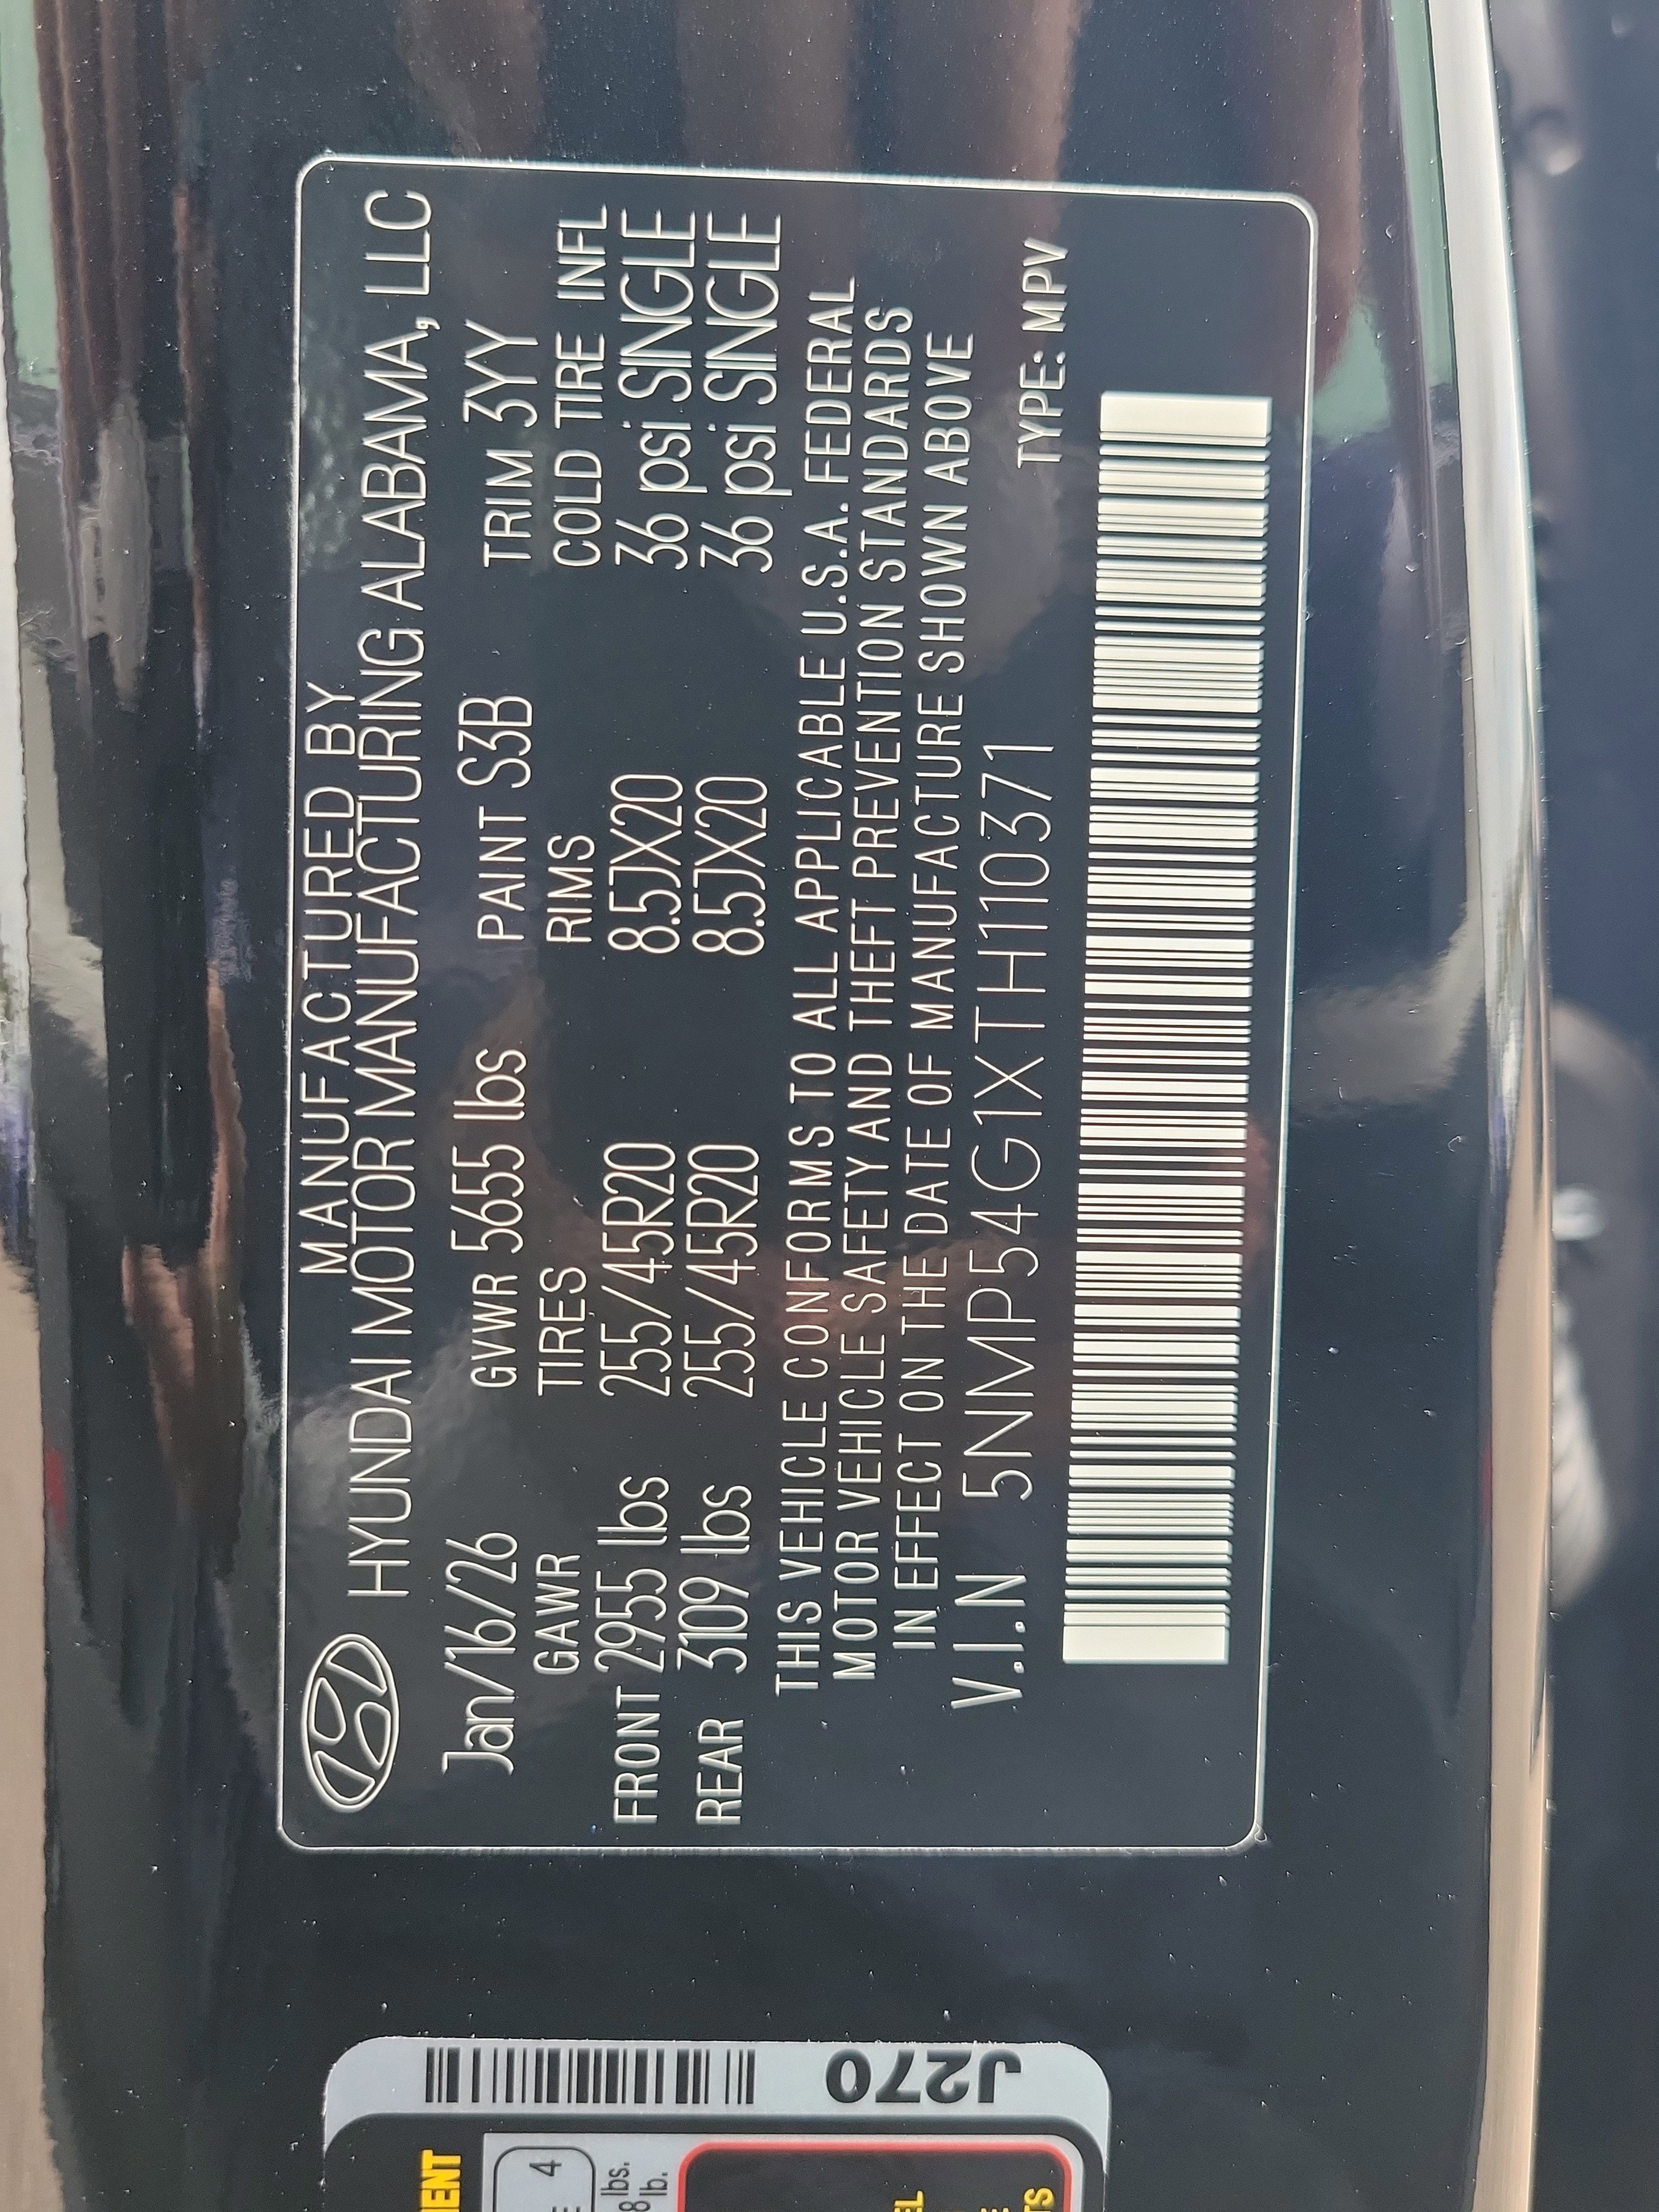 MANUFACTURED BY
HYUNDAI MOTOR MANUFACTURING ALABAMA, LLC
Jan/16/26 GVWR 5655 lbs PAINT S3B TRIM 3YY
GAWR TIRES RIMS COLD TIRE INFL
FRONT 2955 lbs 255/45R20 8.5JX20 36 psi SINGLE
REAR 3109 lbs 255/45R20 8.5JX20 36 psi SINGLE
THIS VEHICLE CONFORMS TO ALL APPLICABLE U.S.A. FEDERAL
MOTOR VEHICLE SAFETY AND THEFT PREVENTION STANDARDS
IN EFFECT ON THE DATE OF MANUFACTURE SHOWN ABOVE
V.I.N 5NMP54G1XTH110371 TYPE: MPV
J270
4
lbs.
lb.